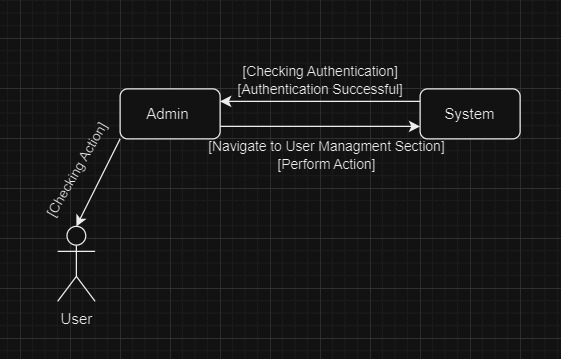 [Checking Authentication]
[Authentication Successful]
Admin
System
[Navigate to User Managment Section]
[Perform Action]
[Checking Action]
User